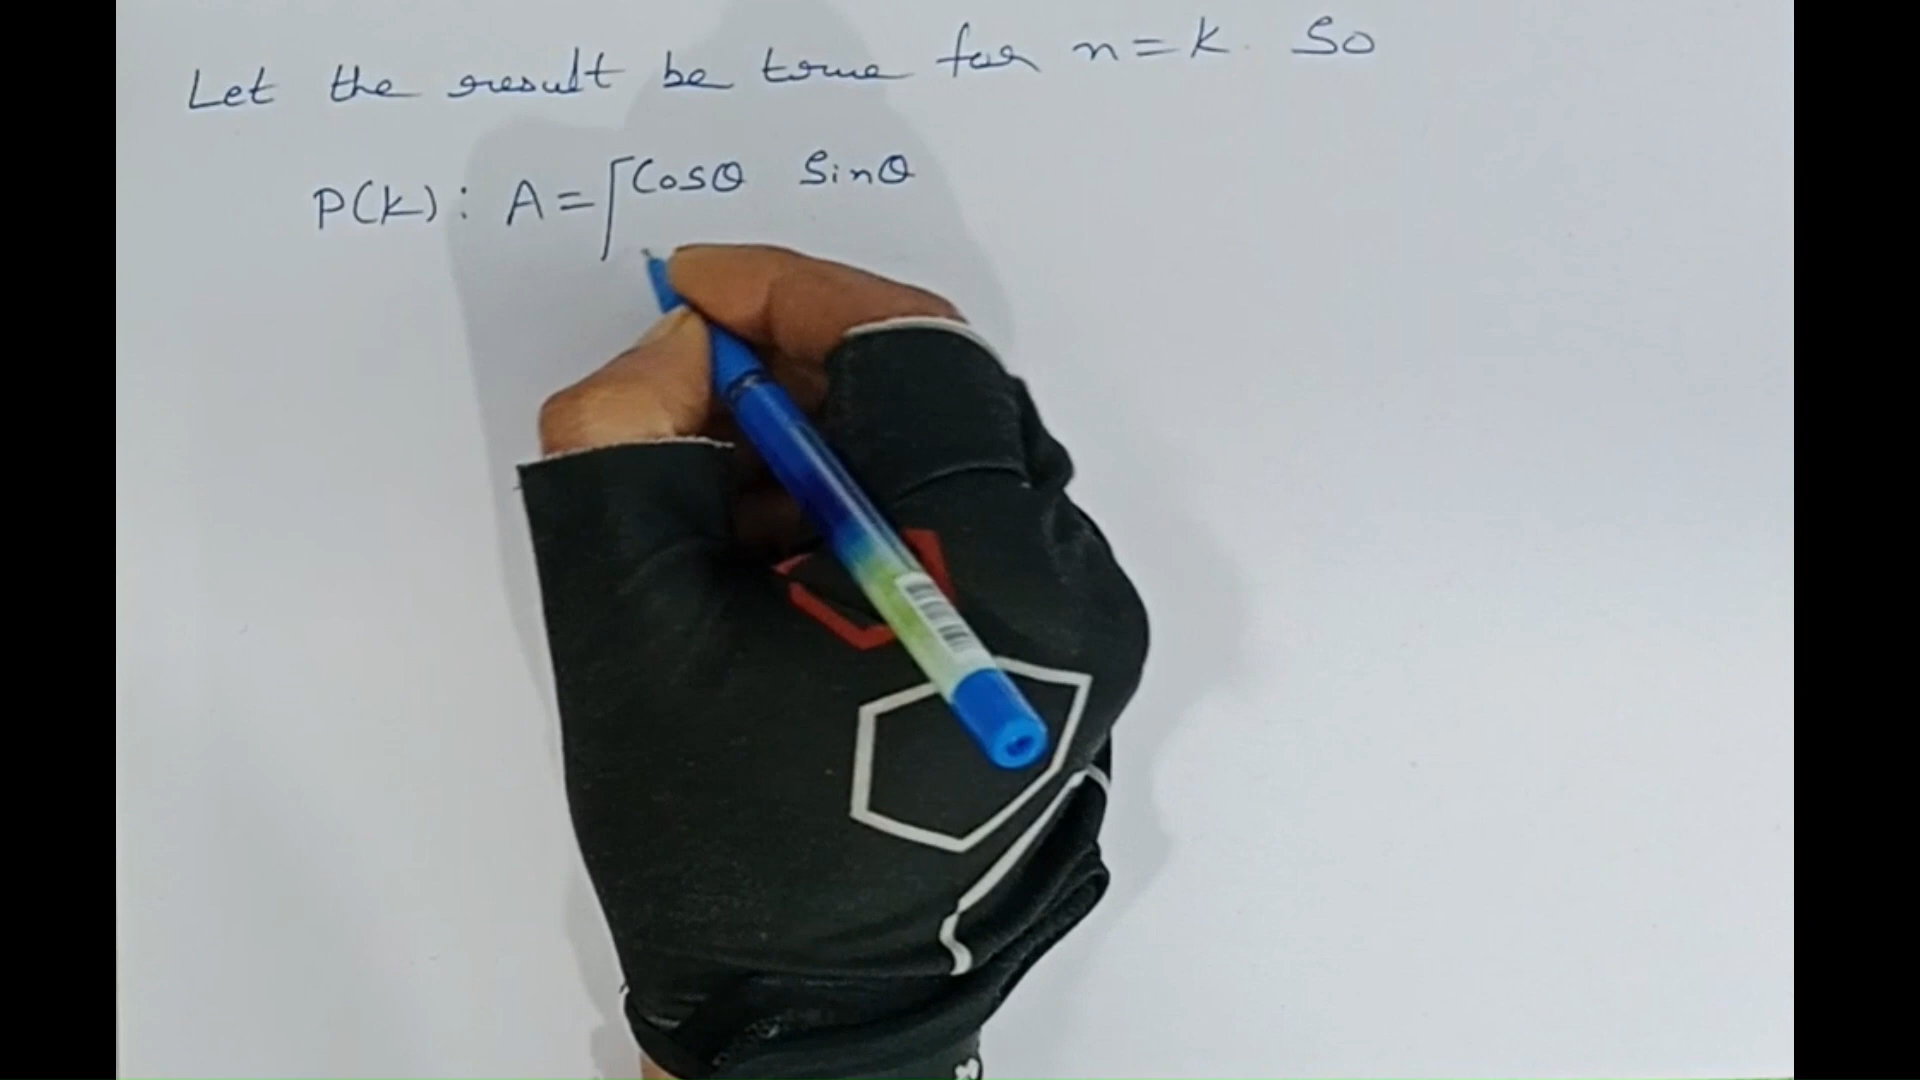 Let the result be true for n=k. So
P(k): A = [ Cosθ Sinθ